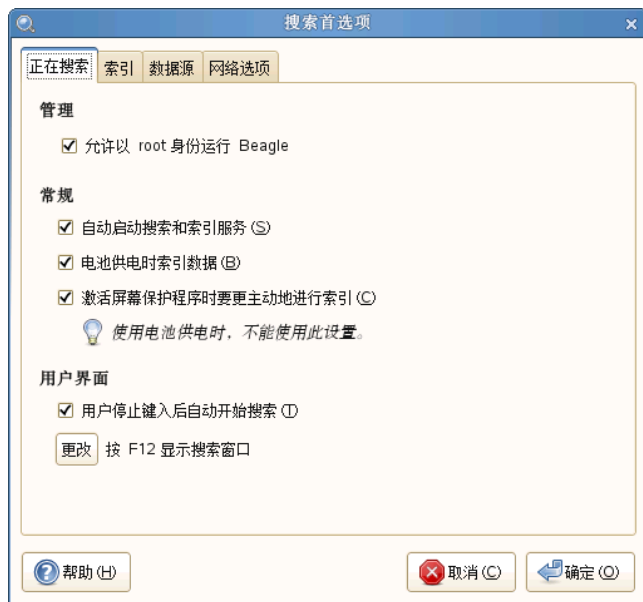 搜索首选项
正在搜索 索引 数据源 网络选项
管理
允许以 root 身份运行 Beagle
常规
自动启动搜索和索引服务(S)
电池供电时索引数据(B)
激活屏幕保护程序时要更主动地进行索引(C)
使用电池供电时，不能使用此设置。
用户界面
用户停止键入后自动开始搜索(T)
更改 按 F12 显示搜索窗口
帮助(H) 取消(C) 确定(O)